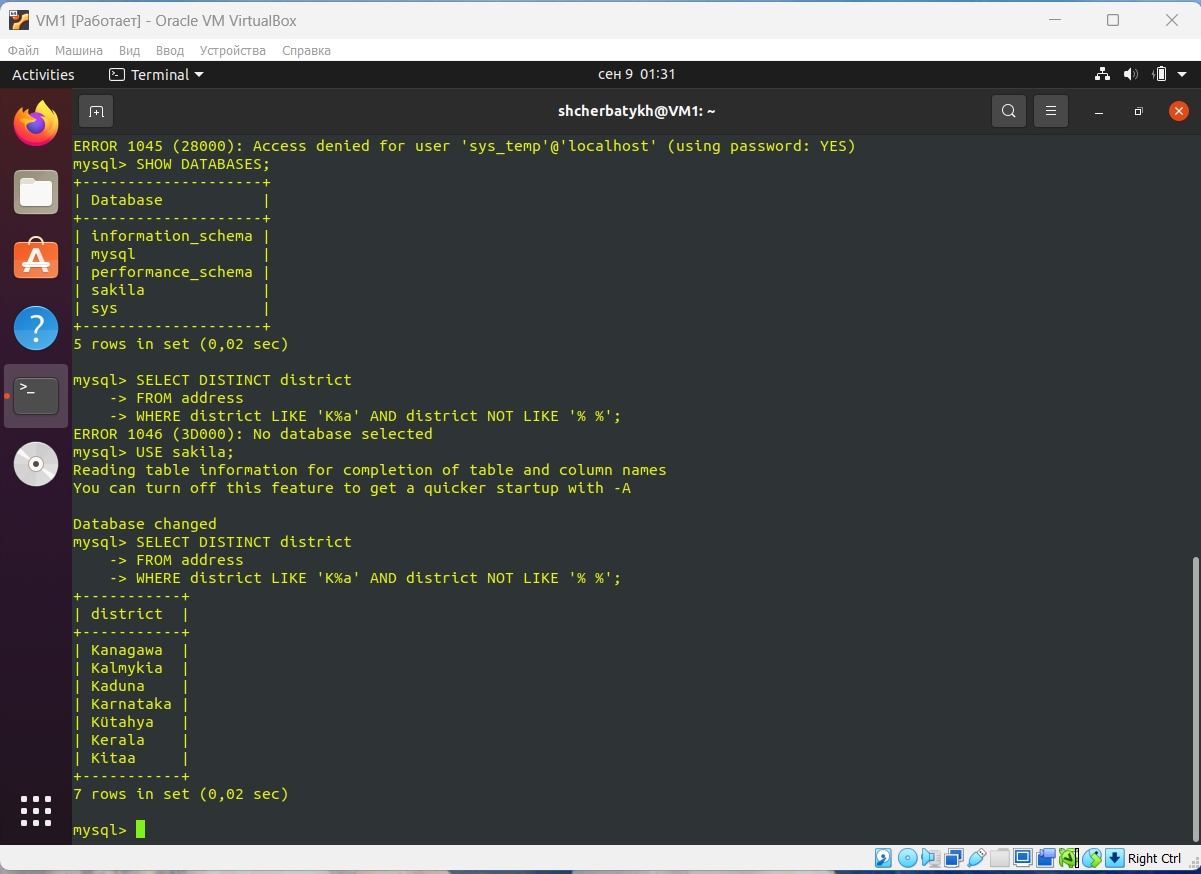 VM1 [Работает] - Oracle VM VirtualBox
Файл Машина Вид Ввод Устройства Справка
Activities Terminal сен 9 01:31
shcherbatykh@VM1: ~
ERROR 1045 (28000): Access denied for user 'sys_temp'@'localhost' (using password: YES)
mysql> SHOW DATABASES;
+--------------------+
| Database           |
+--------------------+
| information_schema |
| mysql              |
| performance_schema |
| sakila             |
| sys                |
+--------------------+
5 rows in set (0,02 sec)

mysql> SELECT DISTINCT district
    -> FROM address
    -> WHERE district LIKE 'K%a' AND district NOT LIKE '% %';
ERROR 1046 (3D000): No database selected
mysql> USE sakila;
Reading table information for completion of table and column names
You can turn off this feature to get a quicker startup with -A

Database changed
mysql> SELECT DISTINCT district
    -> FROM address
    -> WHERE district LIKE 'K%a' AND district NOT LIKE '% %';
+-----------+
| district  |
+-----------+
| Kanagawa  |
| Kalmykia  |
| Kaduna    |
| Karnataka |
| Kütahya   |
| Kerala    |
| Kitaa     |
+-----------+
7 rows in set (0,02 sec)

mysql>
Right Ctrl